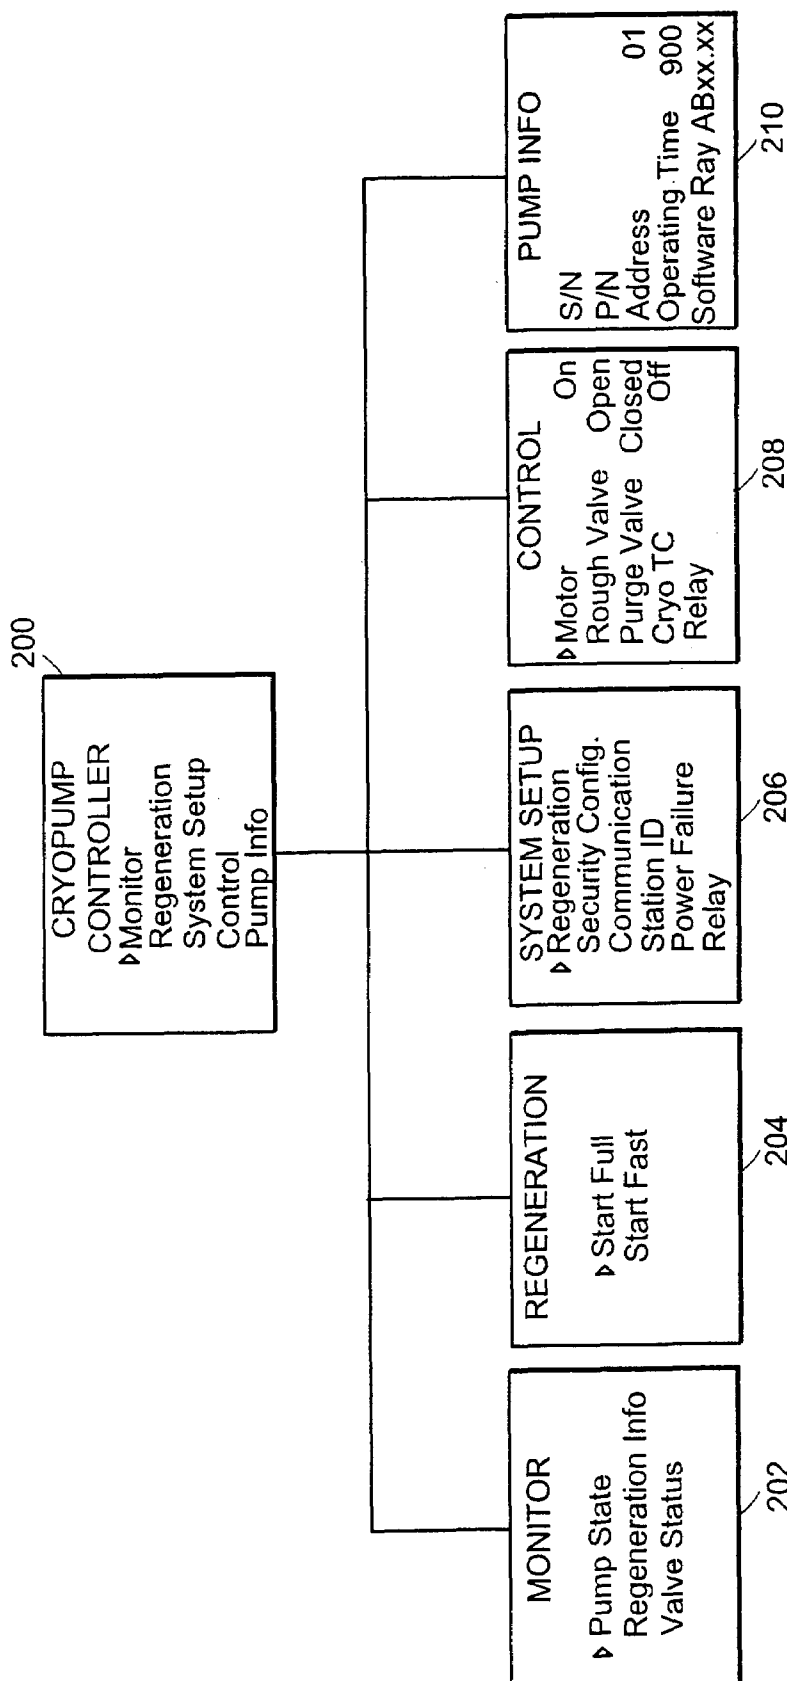 200
CRYOPUMP
CONTROLLER
▹Monitor
Regeneration
System Setup
Control
Pump Info
MONITOR
▹Pump State
Regeneration Info
Valve Status
202
REGENERATION
▹Start Full
Start Fast
204
SYSTEM SETUP
▹Regeneration
Security Config.
Communication
Station ID
Power Failure
Relay
206
CONTROL
▹Motor On
Rough Valve Open
Purge Valve Closed
Cryo TC Off
Relay
208
PUMP INFO
S/N
P/N
Address 01
Operating Time 900
Software Ray ABxx.xx
210